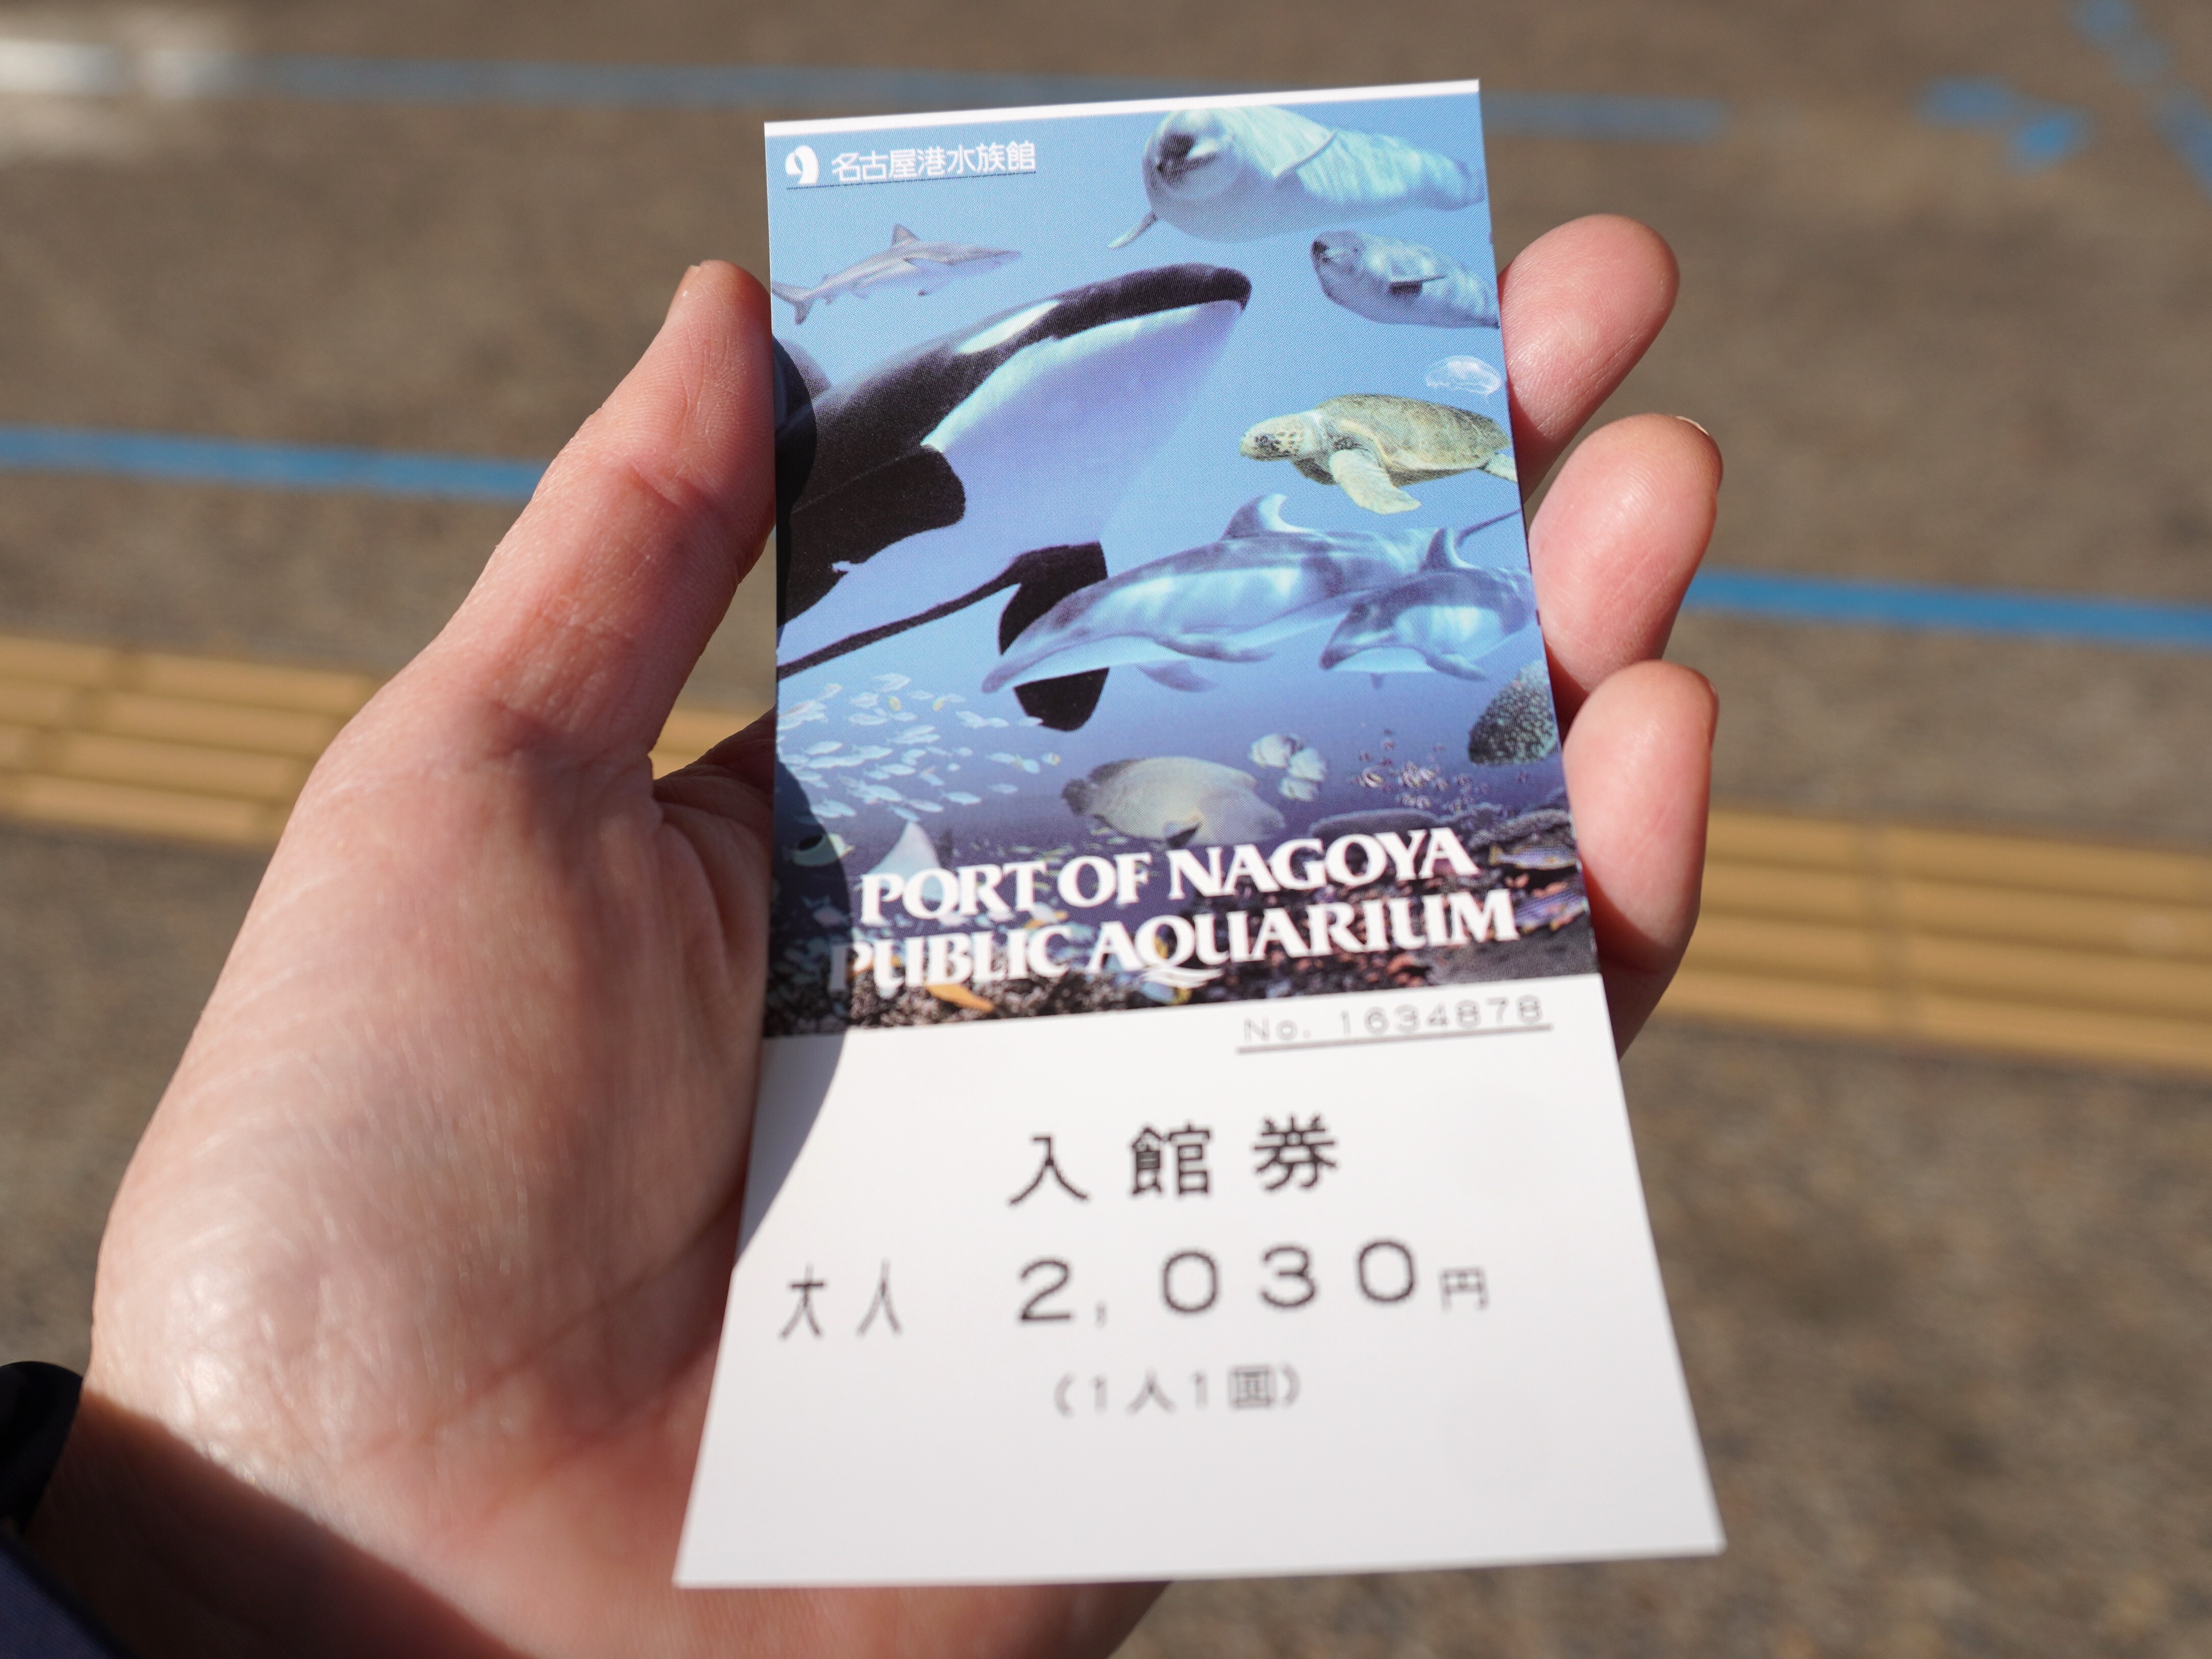 名古屋港水族館
PORT OF NAGOYA
PUBLIC AQUARIUM
No. 1634878
入館券
大人 2,030円
(1人1回)